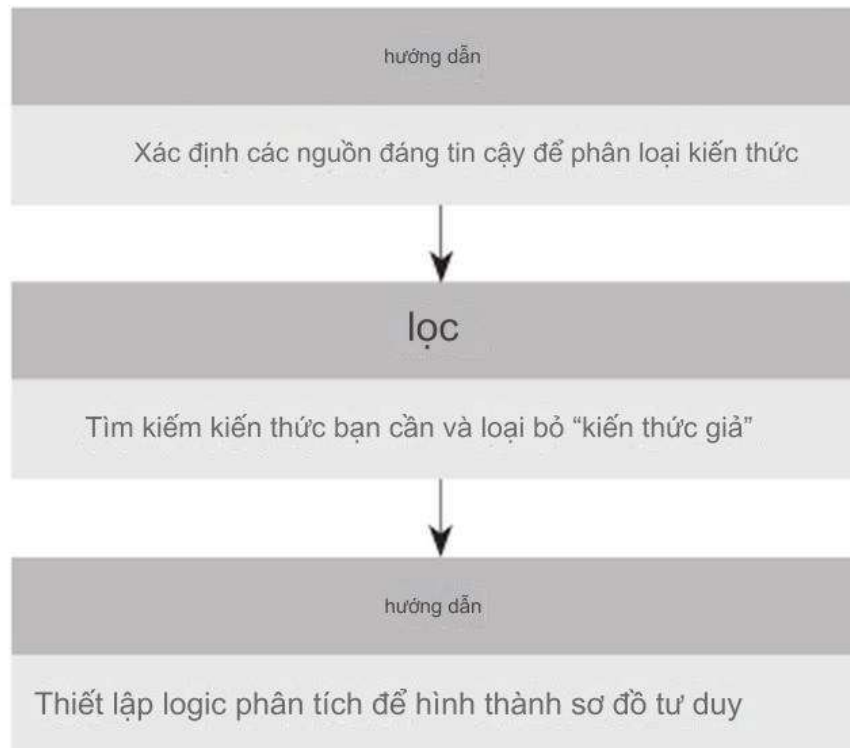 hướng dẫn
Xác định các nguồn đáng tin cậy để phân loại kiến thức
lọc
Tìm kiếm kiến thức bạn cần và loại bỏ “kiến thức giả”
hướng dẫn
Thiết lập logic phân tích để hình thành sơ đồ tư duy